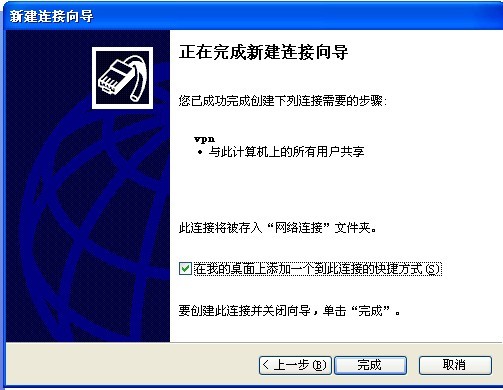 新建连接向导
正在完成新建连接向导
您已成功完成创建下列连接需要的步骤:
vpn
• 与此计算机上的所有用户共享
此连接将被存入“网络连接”文件夹。
在我的桌面上添加一个到此连接的快捷方式(S)
要创建此连接并关闭向导，单击“完成”。
< 上一步(B) 完成 取消